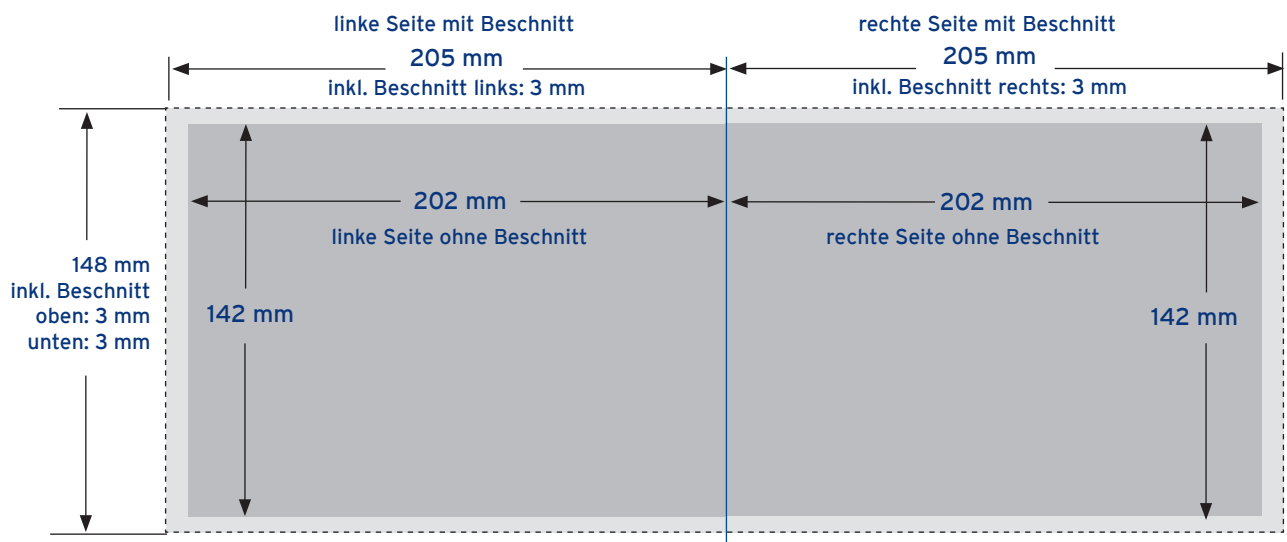 linke Seite mit Beschnitt
205 mm
inkl. Beschnitt links: 3 mm
rechte Seite mit Beschnitt
205 mm
inkl. Beschnitt rechts: 3 mm
202 mm
linke Seite ohne Beschnitt
202 mm
rechte Seite ohne Beschnitt
148 mm
inkl. Beschnitt
oben: 3 mm
unten: 3 mm
142 mm
142 mm